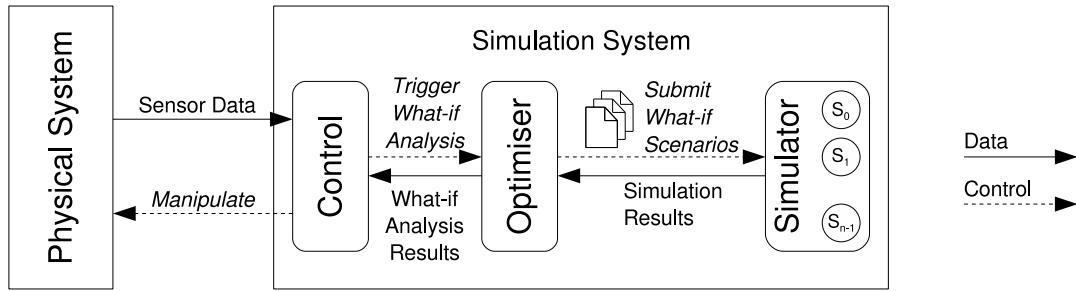 Physical System
Simulation System
Sensor Data
Manipulate
Control
Trigger
What-if
Analysis
What-if
Analysis
Results
Optimiser
Submit
What-if
Scenarios
Simulation
Results
Simulator
S0
S1
Sn-1
Data
Control